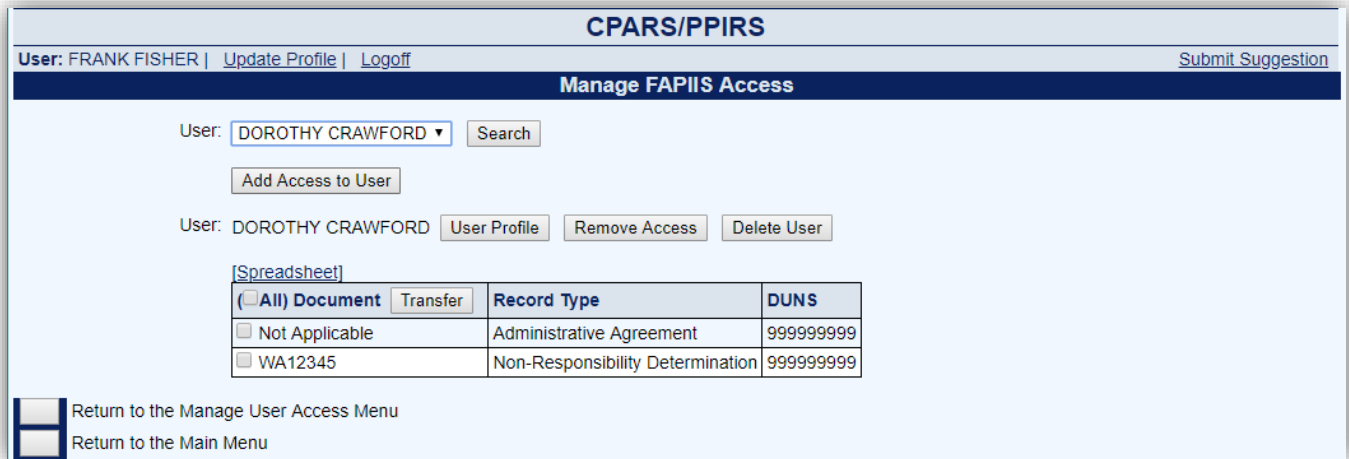 CPARS/PPIRS
User: FRANK FISHER | Update Profile | Logoff Submit Suggestion
Manage FAPIIS Access
User: DOROTHY CRAWFORD Search
Add Access to User
User: DOROTHY CRAWFORD User Profile Remove Access Delete User
[Spreadsheet]
(All) Document Transfer Record Type DUNS
Not Applicable Administrative Agreement 999999999
WA12345 Non-Responsibility Determination 999999999
Return to the Manage User Access Menu
Return to the Main Menu